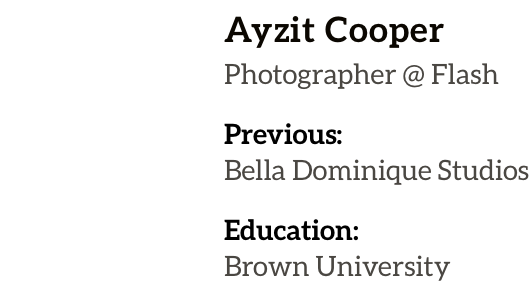 Ayzit Cooper
Photographer @ Flash
Previous:
Bella Dominique Studios
Education:
Brown University